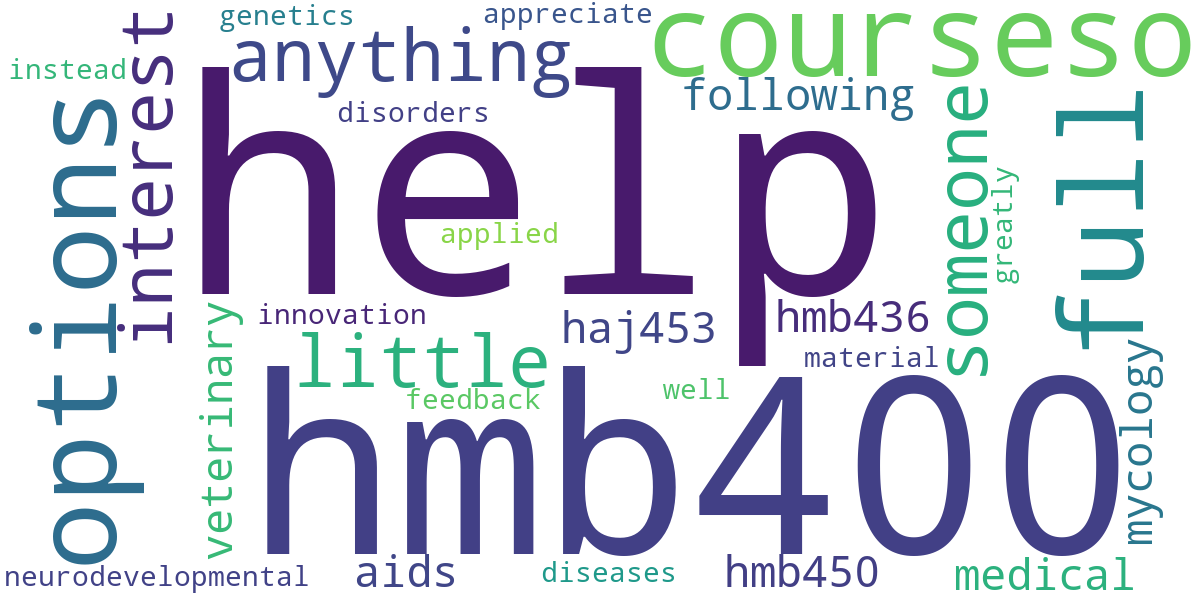 genetics
appreciate
courseso
anything
instead
interest
options
help
disorders
following
someone
full
greatly
applied
innovation
haj453
hmb436
veterinary
little
material
mycology
feedback
well
hmb400
neurodevelopmental
aids
diseases
hmb450
medical